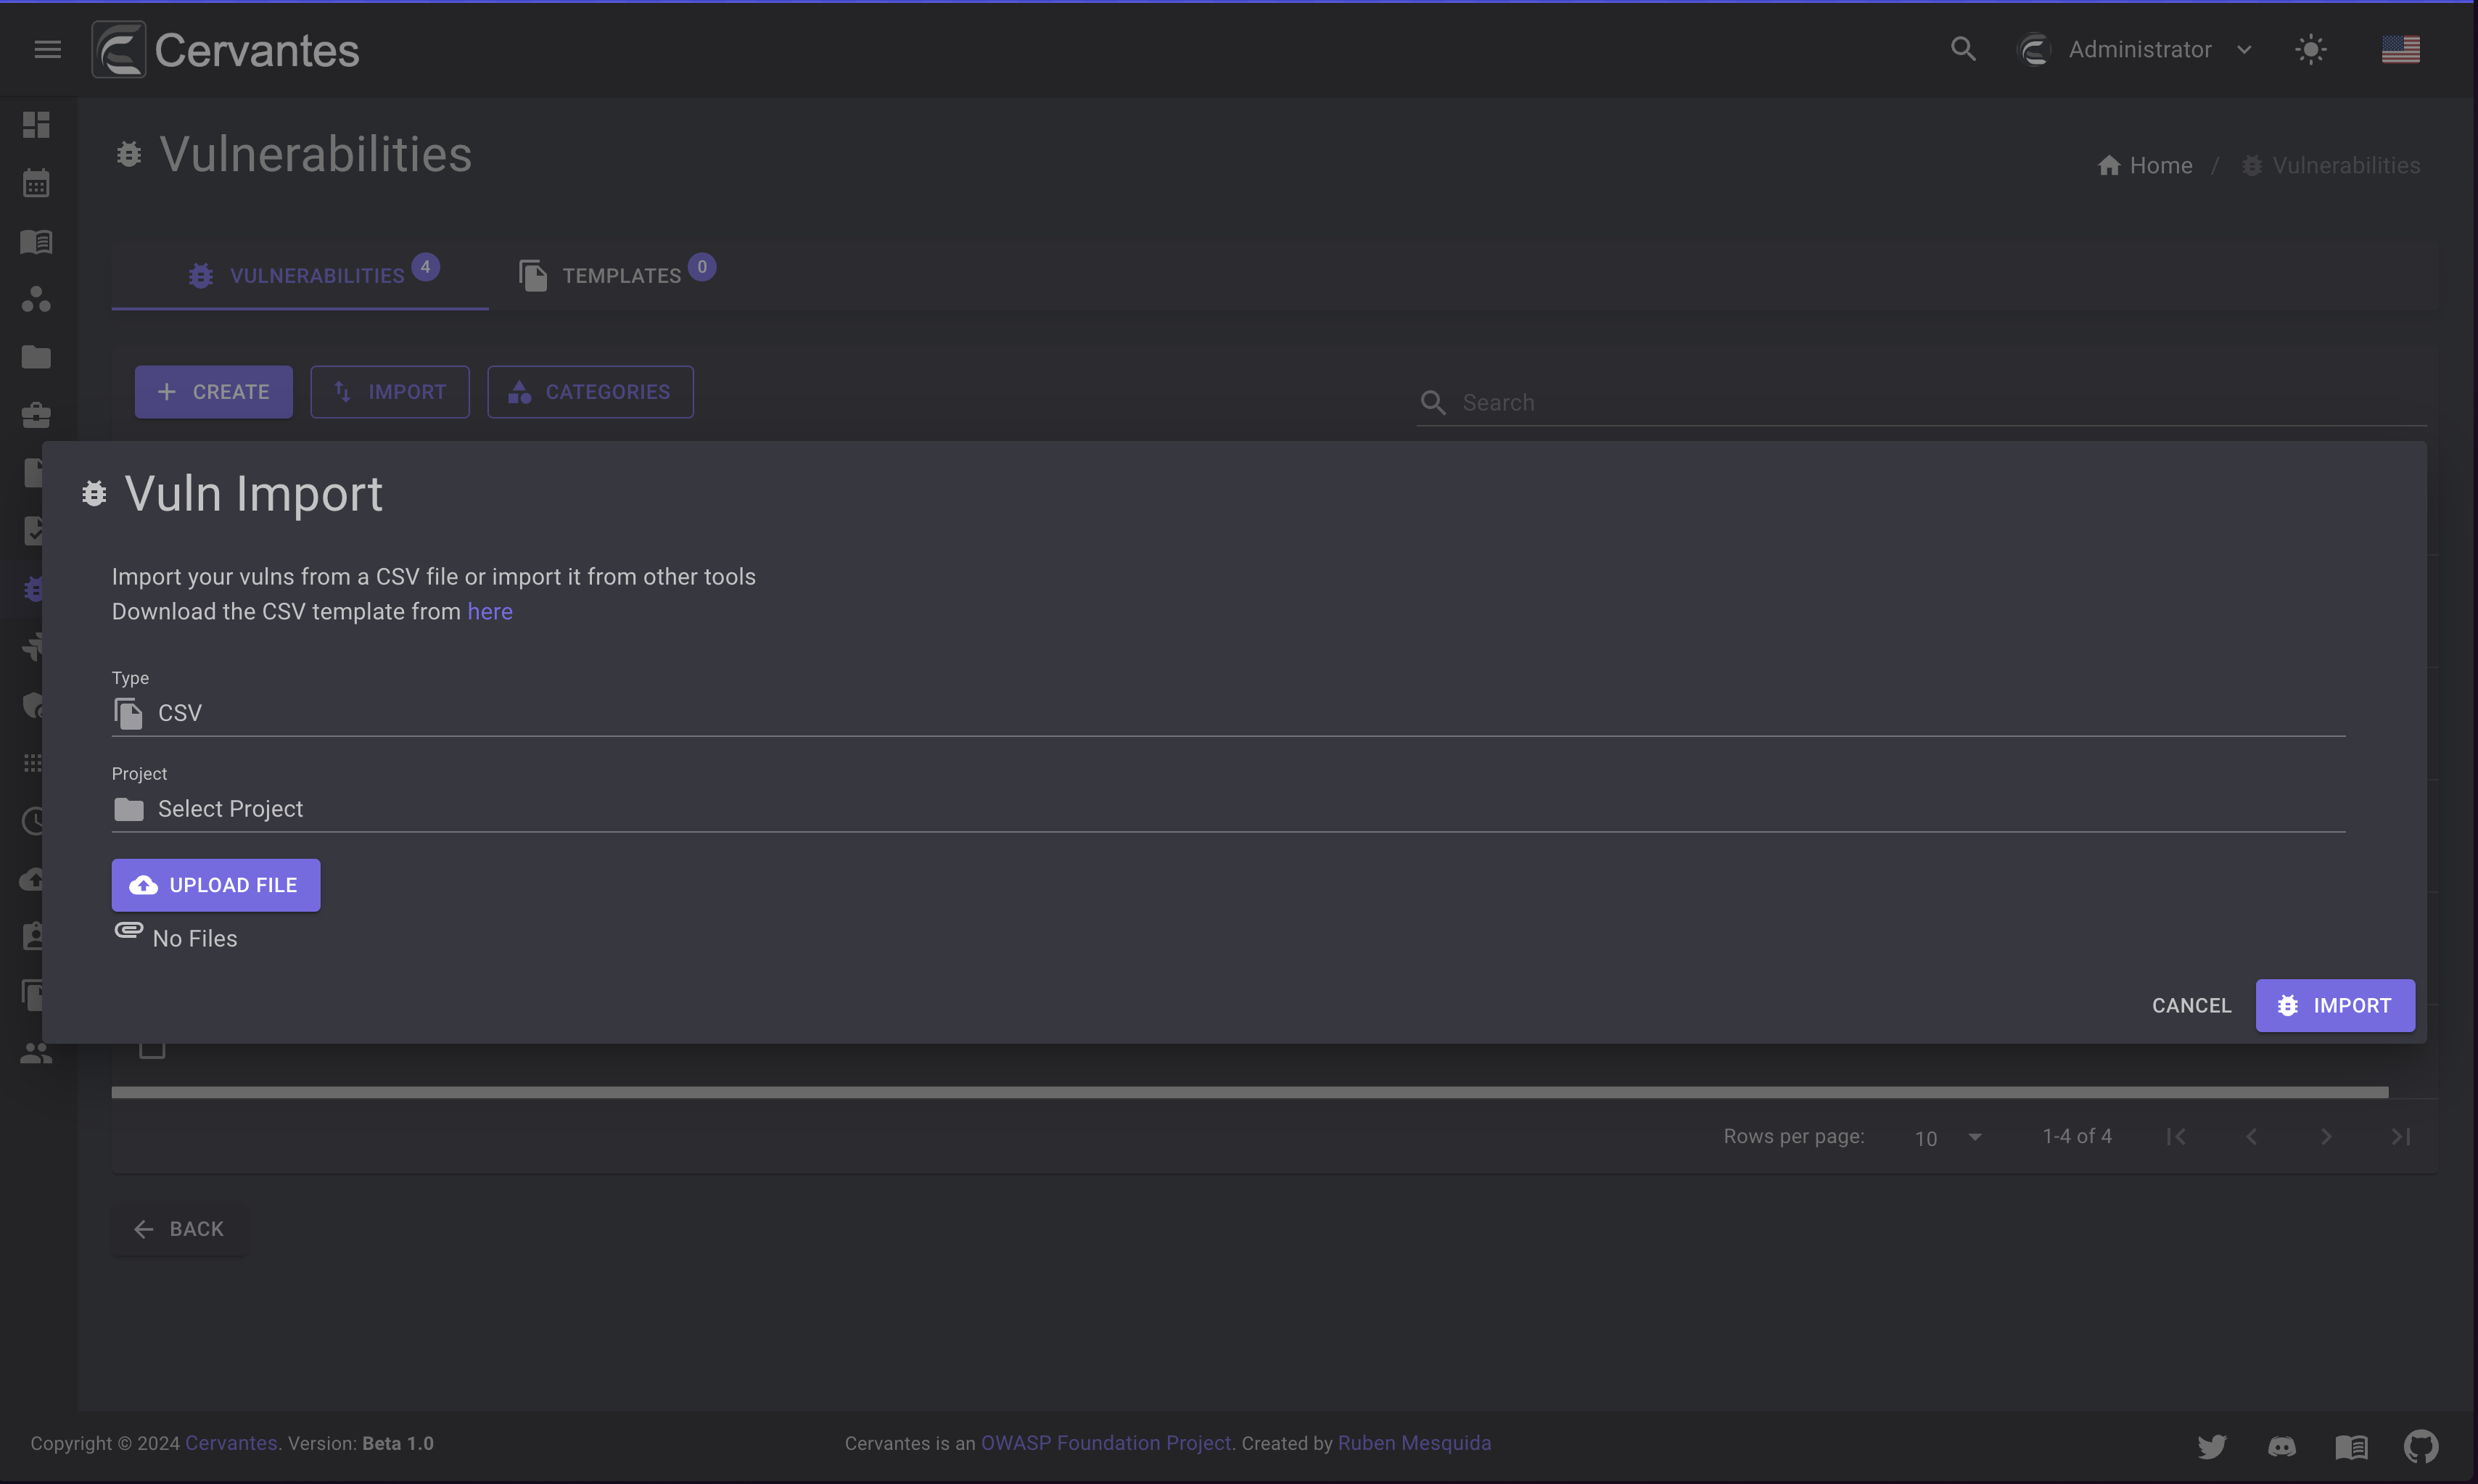 Cervantes
Administrator
Vulnerabilities
Home / Vulnerabilities
VULNERABILITIES 4
TEMPLATES 0
CREATE
IMPORT
CATEGORIES
Search
Vuln Import
Import your vulns from a CSV file or import it from other tools
Download the CSV template from here
Type
CSV
Project
Select Project
UPLOAD FILE
No Files
CANCEL
IMPORT
Rows per page: 10 1-4 of 4
BACK
Copyright © 2024 Cervantes. Version: Beta 1.0
Cervantes is an OWASP Foundation Project. Created by Ruben Mesquida